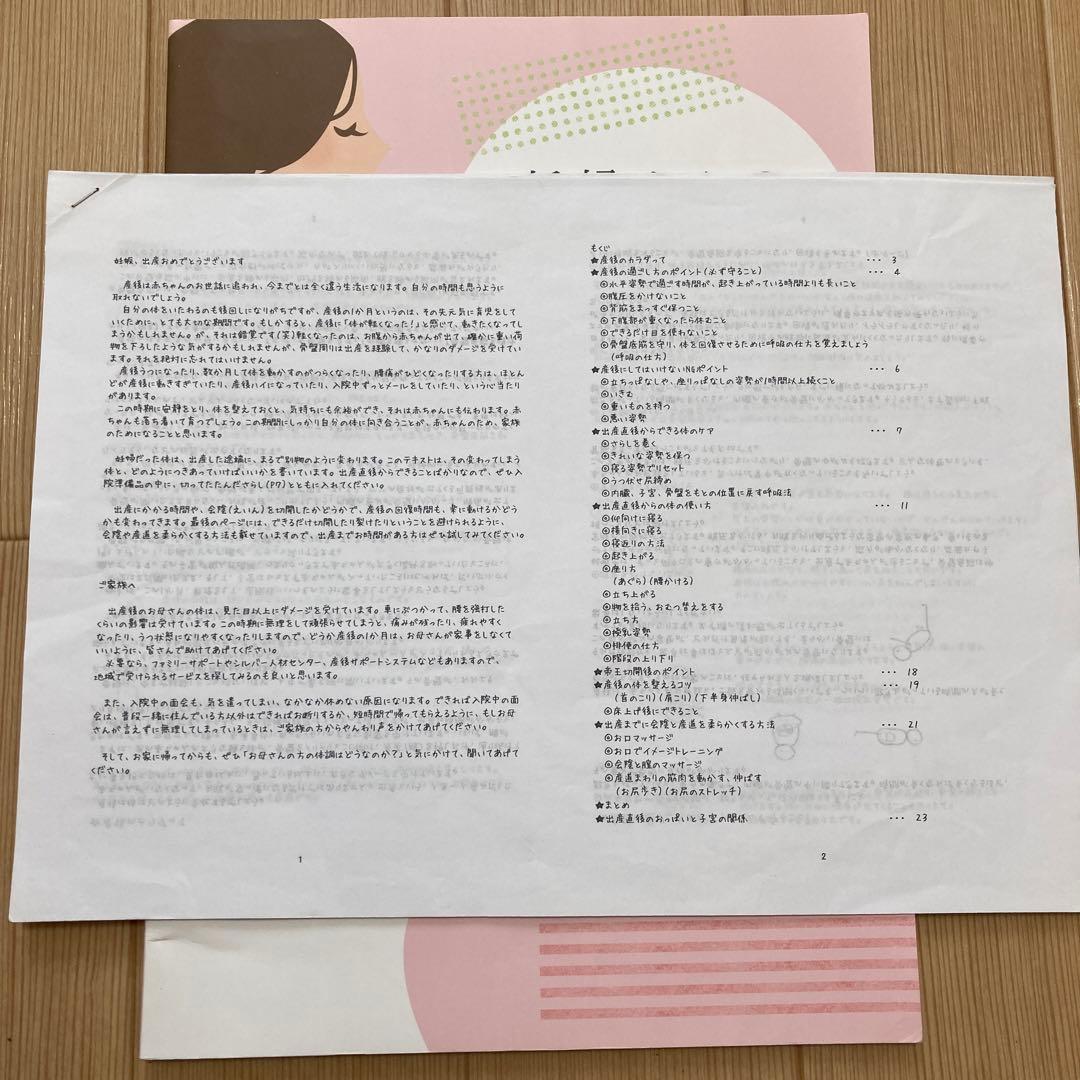 妊娠、出産おめでとうございます
産後は赤ちゃんのお世話に追われ、今までとは全く違う生活になります。自分の時間も思うように
取れないでしょう。
自分の体をいたわるのも後回しになりがちですが、産後の1か月というのは、その先元気に育児をして
いくために、とても大切な期間です。もしかすると、産後に「体が軽くなった!」と感じて、動きたくなってし
まうかもしれません。が、それは錯覚です(笑)軽くなったのは、お腹から赤ちゃんが出て、確かに重い荷
物を下ろしたような気がするかもしれませんが、骨盤周りは出産を経験して、かなりのダメージを受けてい
ます。それを絶対に忘れてはいけません。
産後うつになったり、数か月して体を動かすのがつらくなったり、腰痛がひどくなったりする方は、ほとん
どが産後に動きすぎていたり、産後ハイになっていたり、入院中ずっとメールをしていたり、というに当たり
があります。
この時期に安静をとり、体を整えておくと、気持ちにも余裕ができ、それは赤ちゃんにも伝わります。赤
ちゃんも落ち着いて育つでしょう。この期間にしっかり自分の体に向き合うことが、赤ちゃんのため、家族
のためになることと思います。
妊婦だった体は、出産した途端に、まるで別物のように変わります。このテキストは、その変わってしまう
体と、どのようにつきあっていけばいいかを書いています。出産直後からできることばかりなので、ぜひ入
院準備品の中に、切ってたたんださらし(P7)とともに入れてください。
出産にかかる時間や、会陰(えいん)を切開したかどうかで、産後の回復時間も、楽に動けるかどう
かも変わってきます。最後のページには、できるだけ切開したり裂けたりということを避けられるように、
会陰や産道を柔らかくする方法も載せていますので、出産までお時間がある方はぜひ試してみてください。
ご家族へ
出産後のお母さんの体は、見た目以上にダメージを受けています。車にぶつかって、腰を強打した
くらいの影響は受けています。この時期に無理をして頑張らせてしまうと、痛みが残ったり、疲れやすく
なったり、うつ状態になりやすくなったりしますので、どうか産後の1か月は、お母さんが家事をしなくて
いいように、皆さんで助けてあげてください。
必要なら、ファミリーサポートやシルバー人材センター、産後サポートシステムなどもありますので、
地域で受けられるサービスを探してみるのも良いと思います。
また、入院中の面会も、気を遣ってしまい、なかなか休めない原因になります。できれば入院中の面
会は、普段一緒に住んでいる方以外はできればお断りするか、短時間で帰ってもらえるように、もしお母
さんが言えずに無理してしまっているときは、ご家族の方からやんわり声をかけてあげてください。
そして、お家に帰ってからも、ぜひ「お母さんの方の体調はどうなのか?」と気にかけて、聞いてあげて
ください。
1
もくじ
★産後のカラダって ・・・ 3
★産後の過ごし方のポイント(必ず守ること) ・・・ 4
◎水平姿勢で過ごす時間が、起き上がっている時間よりも長いこと
◎腹圧をかけないこと
◎背筋をまっすぐ保つこと
◎下腹部が重くなったら休むこと
◎できるだけ目を使わないこと
◎骨盤底筋を守り、体を回復させるために呼吸の仕方を覚えましょう
(呼吸の仕方)
★産後にしてはいけないNGポイント ・・・ 6
◎立ちっぱなしや、座りっぱなしの姿勢が1時間以上続くこと
◎いきむ
◎重いものを持つ
◎悪い姿勢
★出産直後からできる体のケア ・・・ 7
◎さらしを巻く
◎きれいな姿勢を保つ
◎寝る姿勢でリセット
◎うつ伏せ尻締め
◎内臓、子宮、骨盤をもとの位置に戻す呼吸法
★出産直後からの体の使い方 ・・・ 11
◎仰向けに寝る
◎横向きに寝る
◎寝返りの方法
◎起き上がる
◎座り方
(あぐら)(腰かける)
◎立ち上がる
◎物を拾う、おむつ替えをする
◎立ち方
◎授乳姿勢
◎排便の仕方
◎階段の上り下り
★帝王切開後のポイント ・・・ 18
★産後の体を整えるコツ ・・・ 19
(首のこり)(肩こり)(下半身伸ばし)
◎床上げ後にできること
★出産までに会陰と産道を柔らかくする方法 ・・・ 21
◎お口マッサージ
◎お口でイメージトレーニング
◎会陰と膣のマッサージ
◎産道まわりの筋肉を動かす、伸ばす
(お尻歩き)(お尻のストレッチ)
★まとめ
★出産直後のおっぱいと子宮の関係 ・・・ 23
2